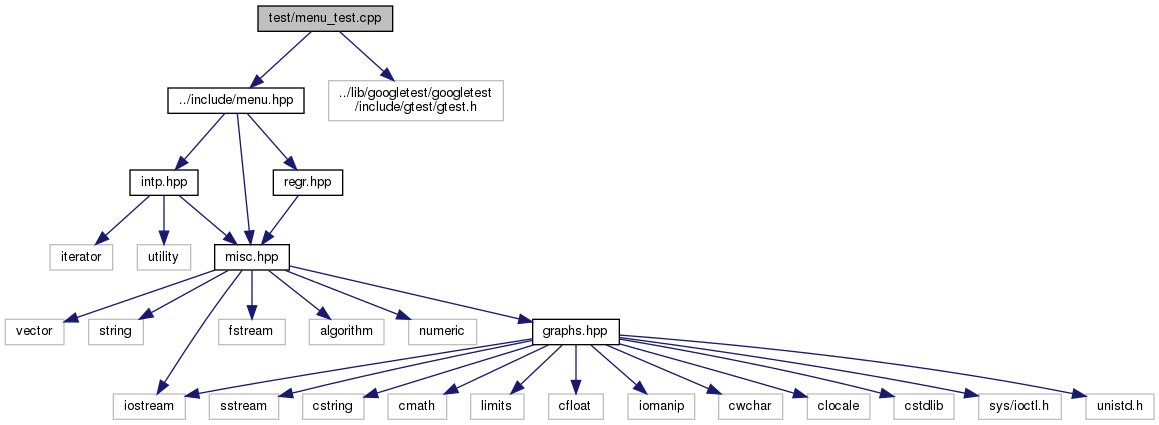 test/menu_test.cpp
../include/menu.hpp
../lib/googletest/googletest
/include/gtest/gtest.h
intp.hpp
regr.hpp
iterator
utility
misc.hpp
vector
string
fstream
algorithm
numeric
graphs.hpp
iostream
sstream
cstring
cmath
limits
cfloat
iomanip
cwchar
clocale
cstdlib
sys/ioctl.h
unistd.h